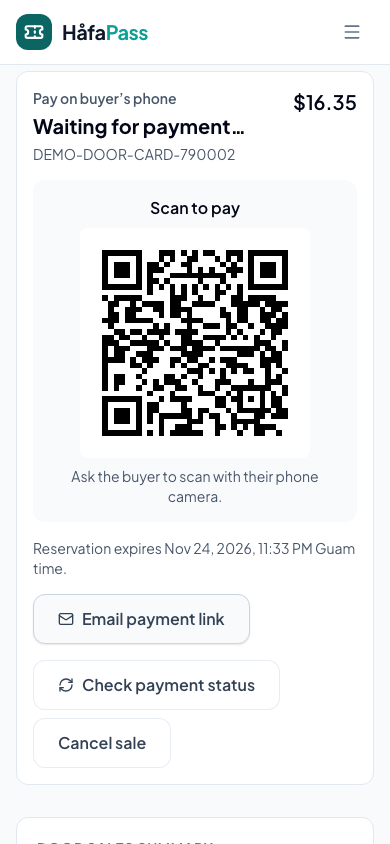 HåfaPass
Pay on buyer’s phone
$16.35
Waiting for payment…
DEMO-DOOR-CARD-790002
Scan to pay
Ask the buyer to scan with their phone
camera.
Reservation expires Nov 24, 2026, 11:33 PM Guam
time.
Email payment link
Check payment status
Cancel sale